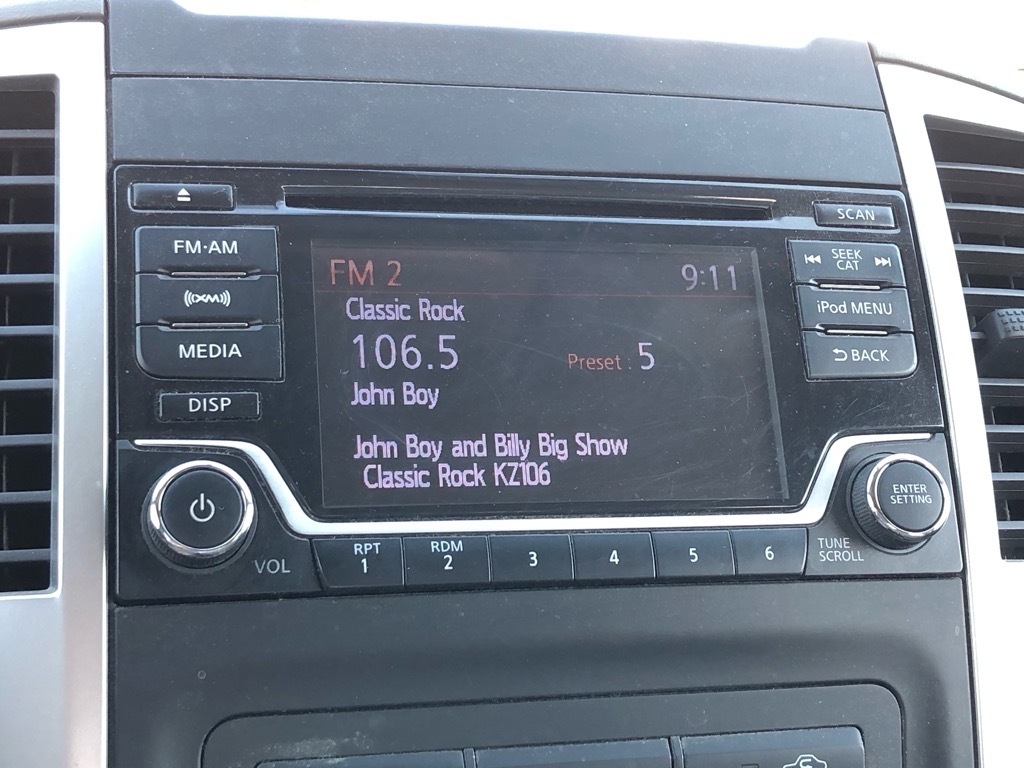 SCAN
FM·AM
((XM))
MEDIA
DISP
FM 2 9:11
Classic Rock
106.5 Preset : 5
John Boy
John Boy and Billy Big Show
Classic Rock KZ106
SEEK
CAT
iPod MENU
BACK
VOL
RPT
1
RDM
2
3
4
5
6
TUNE
SCROLL
ENTER
SETTING